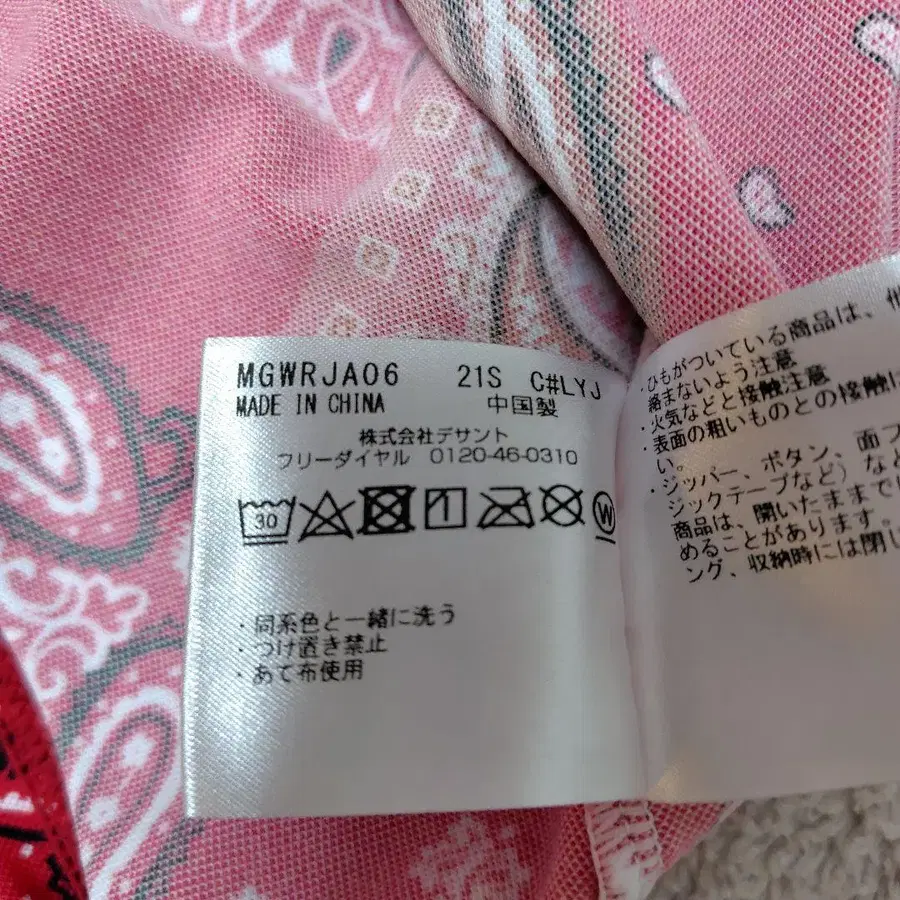 MGWRJA06 21S C#LYJ
MADE IN CHINA 中国製
株式会社デサント
フリーダイヤル 0120-46-0310
30
1
W
・同系色と一緒に洗う
・つけ置き禁止
・あて布使用
・ひもがついている商品は、他
絡まないよう注意
・火気などと接触注意
・表面の粗いものとの接触に
い。
・ジッパー、ボタン、面フ
ジックテープなど）など
商品は、開いたままで
めることがあります。
ング、収納時には閉じ